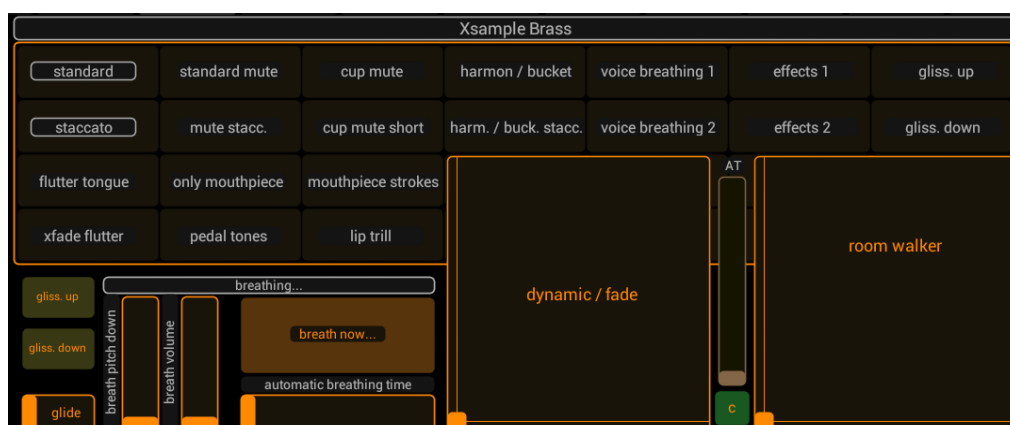 Xsample Brass
standard
standard mute
cup mute
harmon / bucket
voice breathing 1
effects 1
gliss. up
staccato
mute stacc.
cup mute short
harm. / buck. stacc.
voice breathing 2
effects 2
gliss. down
flutter tongue
only mouthpiece
mouthpiece strokes
xfade flutter
pedal tones
lip trill
AT
dynamic / fade
room walker
gliss. up
gliss. down
glide
breathing...
breath pitch down
breath volume
breath now...
automatic breathing time
C